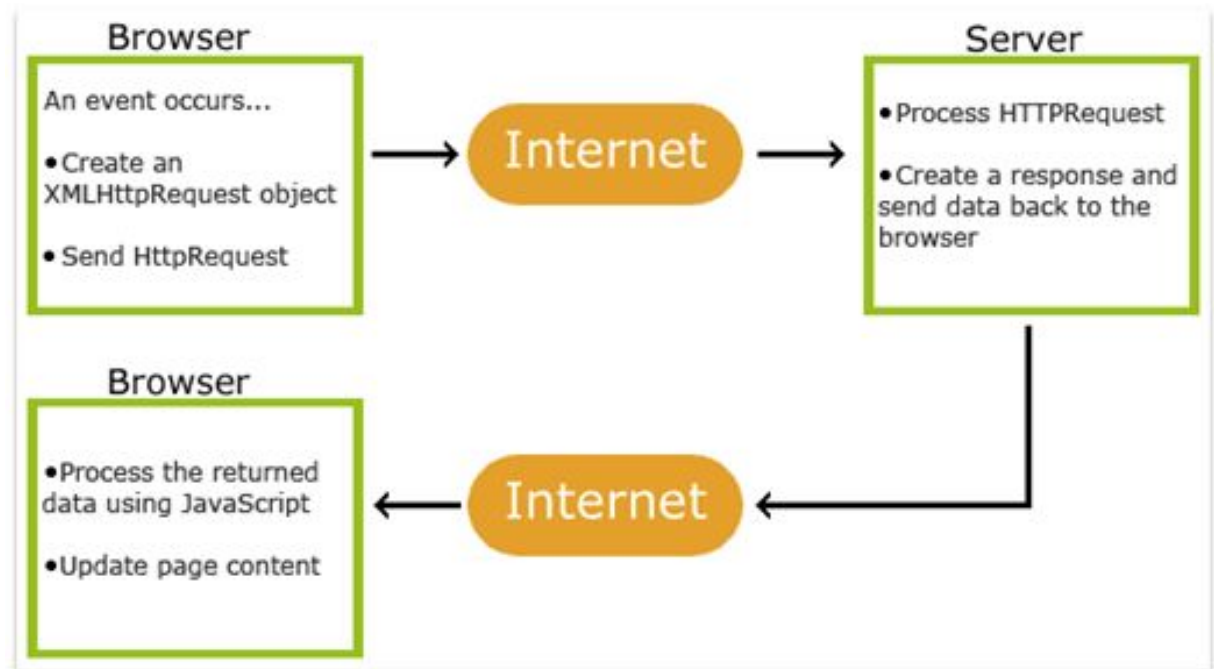 Browser
An event occurs...
•Create an
XMLHttpRequest object
• Send HttpRequest
Internet
Server
•Process HTTPRequest
•Create a response and
send data back to the
browser
Browser
•Process the returned
data using JavaScript
•Update page content
Internet